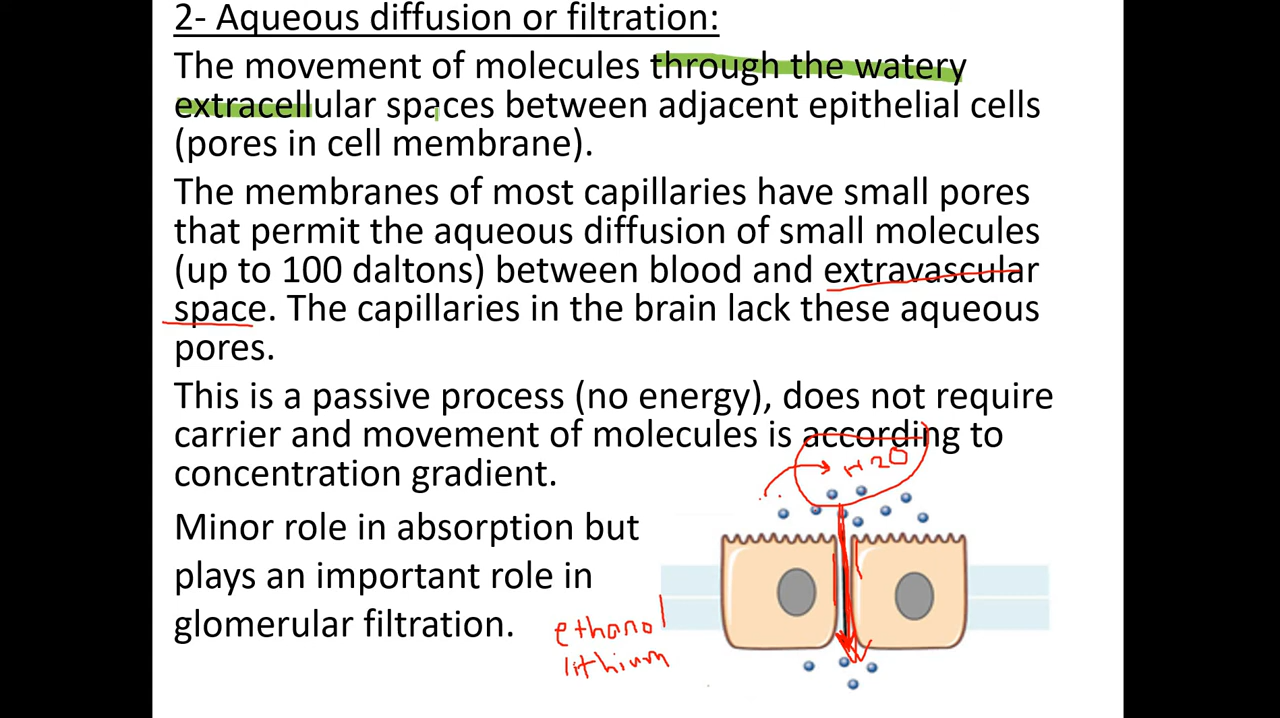 2- Aqueous diffusion or filtration:
The movement of molecules through the watery
extracellular spaces between adjacent epithelial cells
(pores in cell membrane).
The membranes of most capillaries have small pores
that permit the aqueous diffusion of small molecules
(up to 100 daltons) between blood and extravascular
space. The capillaries in the brain lack these aqueous
pores.
This is a passive process (no energy), does not require
carrier and movement of molecules is according to
concentration gradient.
H2O
Minor role in absorption but
plays an important role in
glomerular filtration.
ethanol
lithium